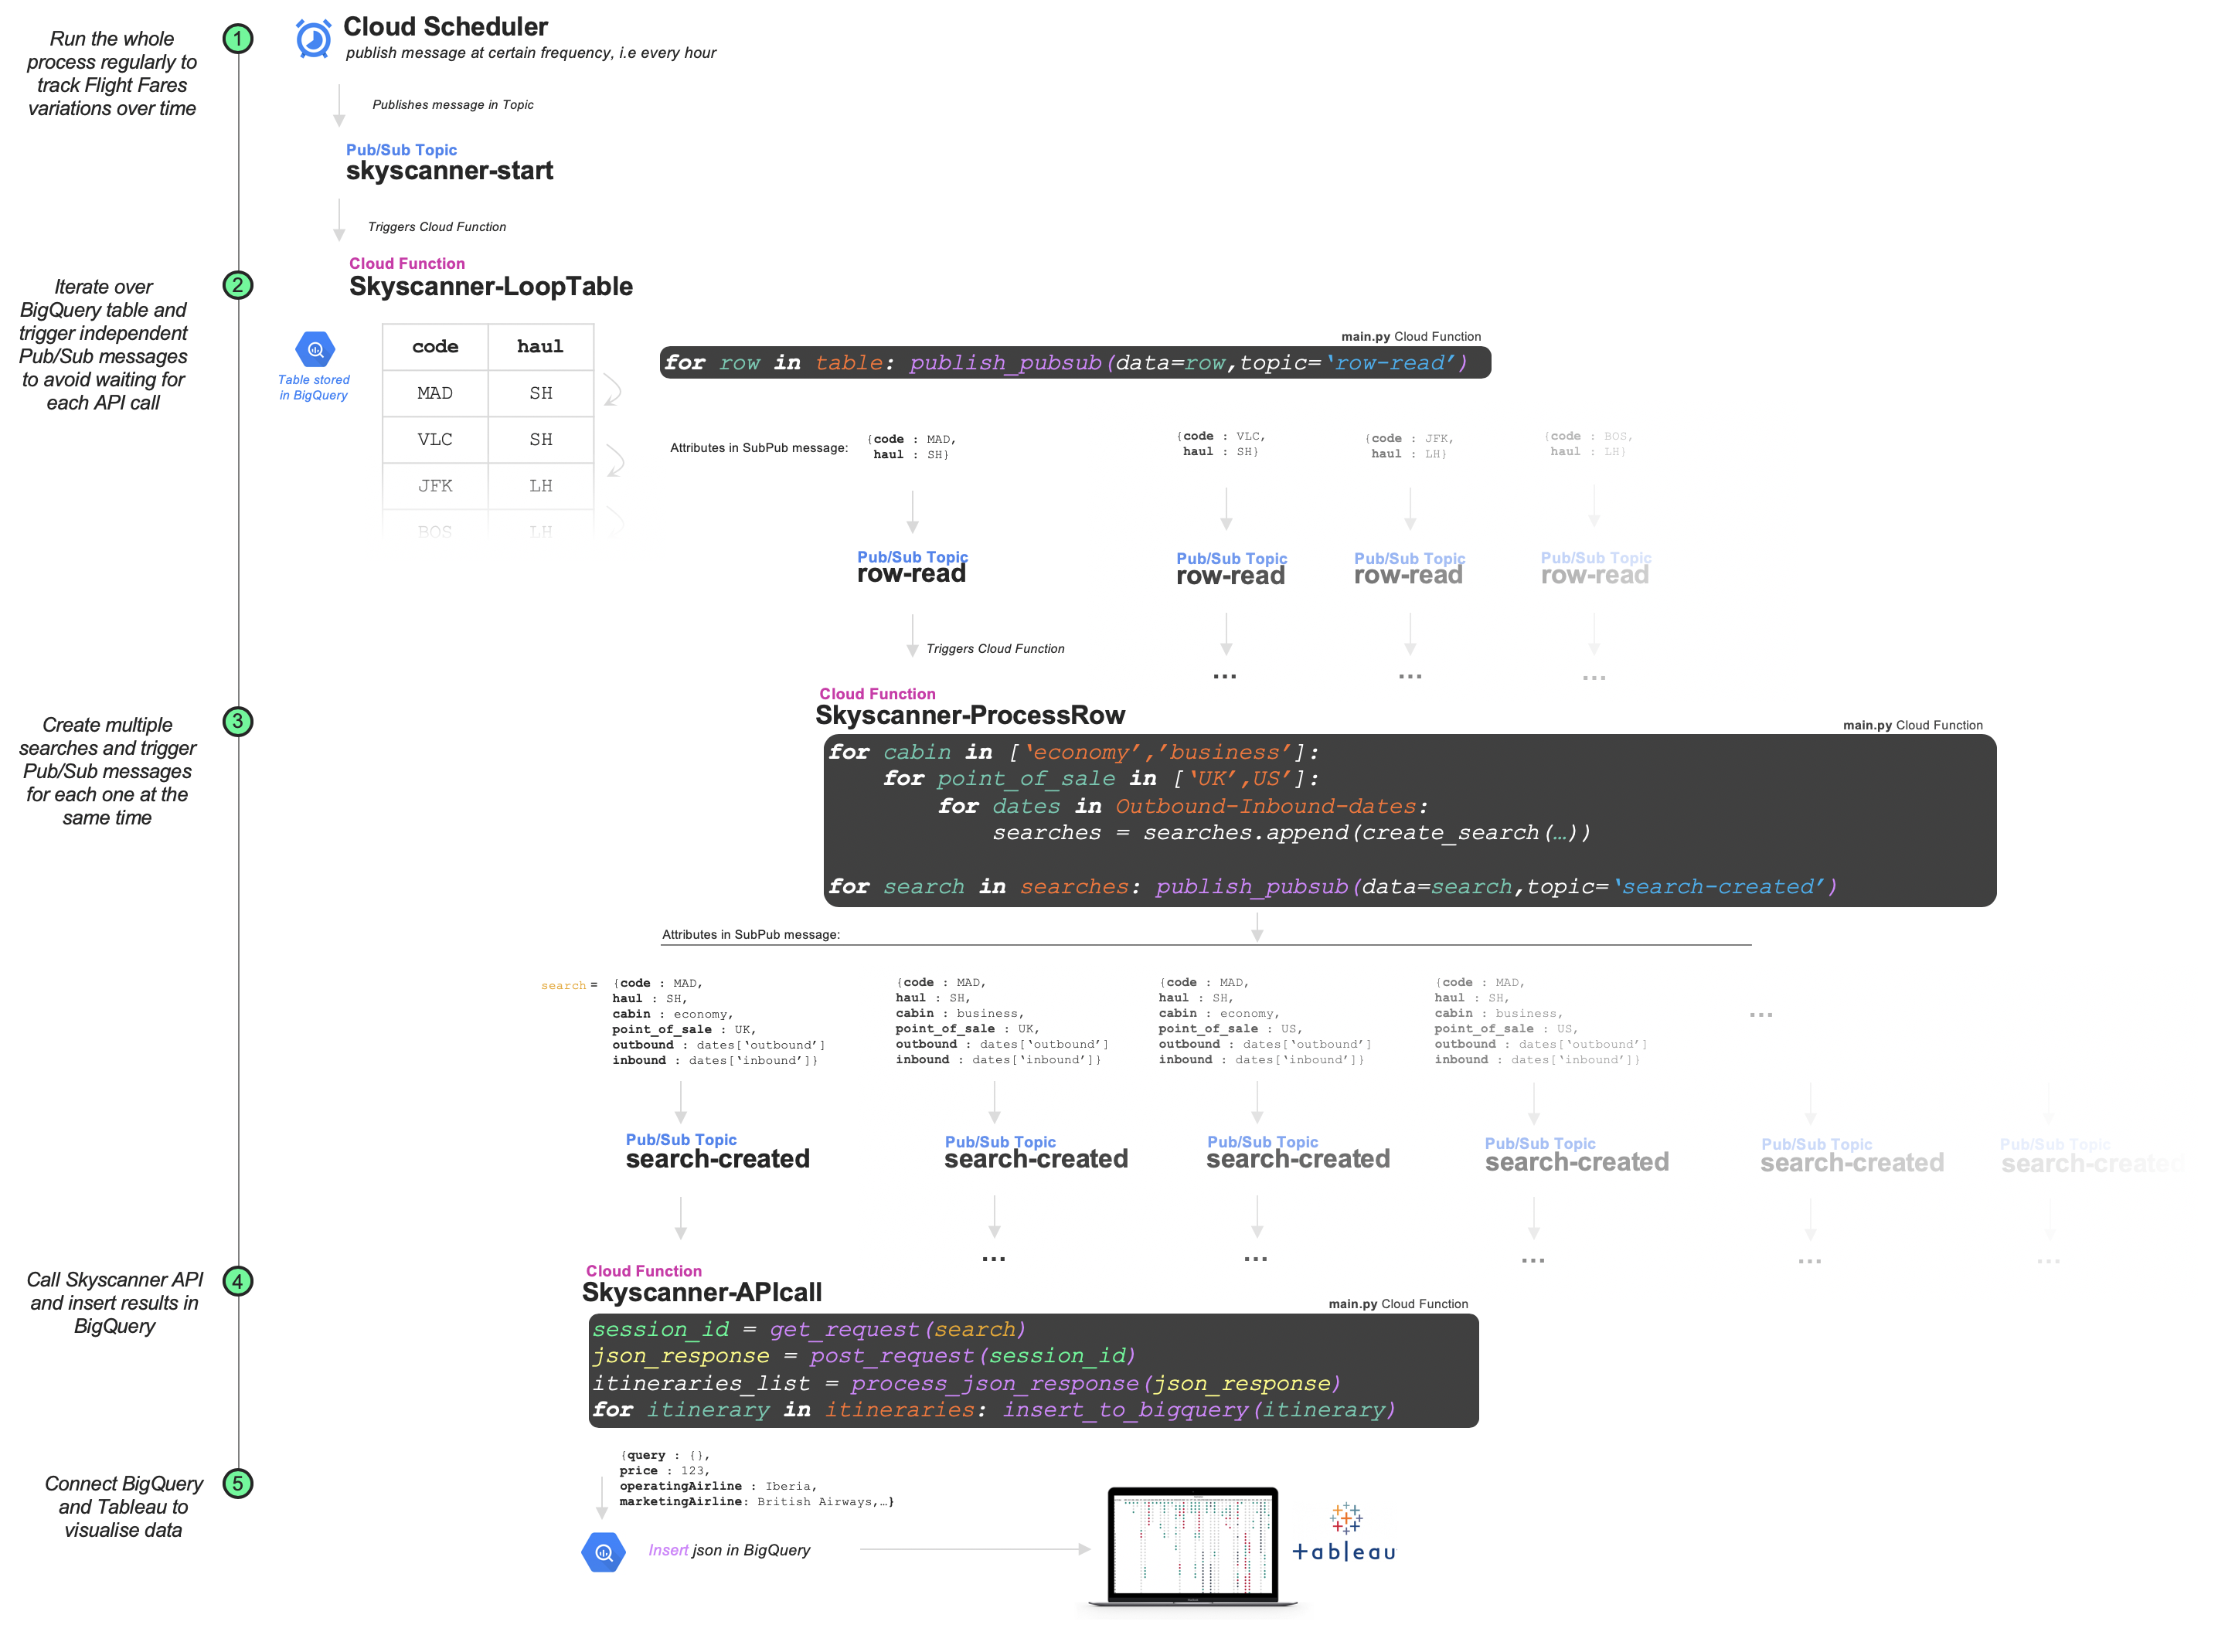 Run the whole
process regularly to
track Flight Fares
variations over time
1
Cloud Scheduler
publish message at certain frequency, i.e every hour
Publishes message in Topic
Pub/Sub Topic
skyscanner-start
Triggers Cloud Function
Iterate over
BigQuery table and
trigger independent
Pub/Sub messages
to avoid waiting for
each API call
2
Cloud Function
Skyscanner-LoopTable
Table stored
in BigQuery
code haul
MAD SH
VLC SH
JFK LH
BOS LH
main.py Cloud Function
for row in table: publish_pubsub(data=row,topic=‘row-read’)
Attributes in SubPub message:
{code : MAD,
haul : SH}
{code : VLC,
haul : SH}
{code : JFK,
haul : LH}
{code : BOS,
haul : LH}
Pub/Sub Topic
row-read
Pub/Sub Topic
row-read
Pub/Sub Topic
row-read
Pub/Sub Topic
row-read
Triggers Cloud Function
...
...
...
Create multiple
searches and trigger
Pub/Sub messages
for each one at the
same time
3
Cloud Function
Skyscanner-ProcessRow
main.py Cloud Function
for cabin in [‘economy’,’business’]:
for point_of_sale in [‘UK’,US’]:
for dates in Outbound-Inbound-dates:
searches = searches.append(create_search(…))
for search in searches: publish_pubsub(data=search,topic=‘search-created’)
Attributes in SubPub message:
search =
{code : MAD,
haul : SH,
cabin : economy,
point_of_sale : UK,
outbound : dates[‘outbound’]
inbound : dates[‘inbound’]}
{code : MAD,
haul : SH,
cabin : business,
point_of_sale : UK,
outbound : dates[‘outbound’]
inbound : dates[‘inbound’]}
{code : MAD,
haul : SH,
cabin : economy,
point_of_sale : US,
outbound : dates[‘outbound’]
inbound : dates[‘inbound’]}
{code : MAD,
haul : SH,
cabin : business,
point_of_sale : US,
outbound : dates[‘outbound’]
inbound : dates[‘inbound’]}
...
Pub/Sub Topic
search-created
Pub/Sub Topic
search-created
Pub/Sub Topic
search-created
Pub/Sub Topic
search-created
Pub/Sub Topic
search-created
Pub/Sub Topic
search-created
...
...
...
...
...
Call Skyscanner API
and insert results in
BigQuery
4
Cloud Function
Skyscanner-APIcall
main.py Cloud Function
session_id = get_request(search)
json_response = post_request(session_id)
itineraries_list = process_json_response(json_response)
for itinerary in itineraries: insert_to_bigquery(itinerary)
Connect BigQuery
and Tableau to
visualise data
5
{query : {},
price : 123,
operatingAirline : Iberia,
marketingAirline: British Airways,…}
Insert json in BigQuery
+ableau